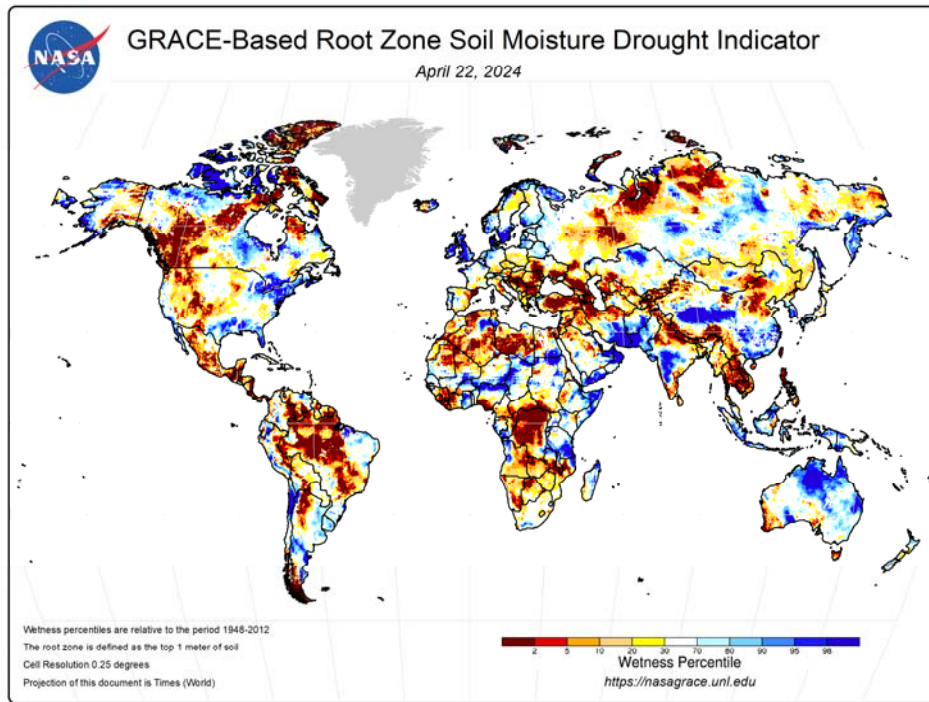 NASA
GRACE-Based Root Zone Soil Moisture Drought Indicator
April 22, 2024
Wetness percentiles are relative to the period 1948-2012
The root zone is defined as the top 1 meter of soil
Cell Resolution 0.25 degrees
Projection of this document is Times (World)
2 5 10 20 30 70 80 90 95 98
Wetness Percentile
https://nasagrace.unl.edu